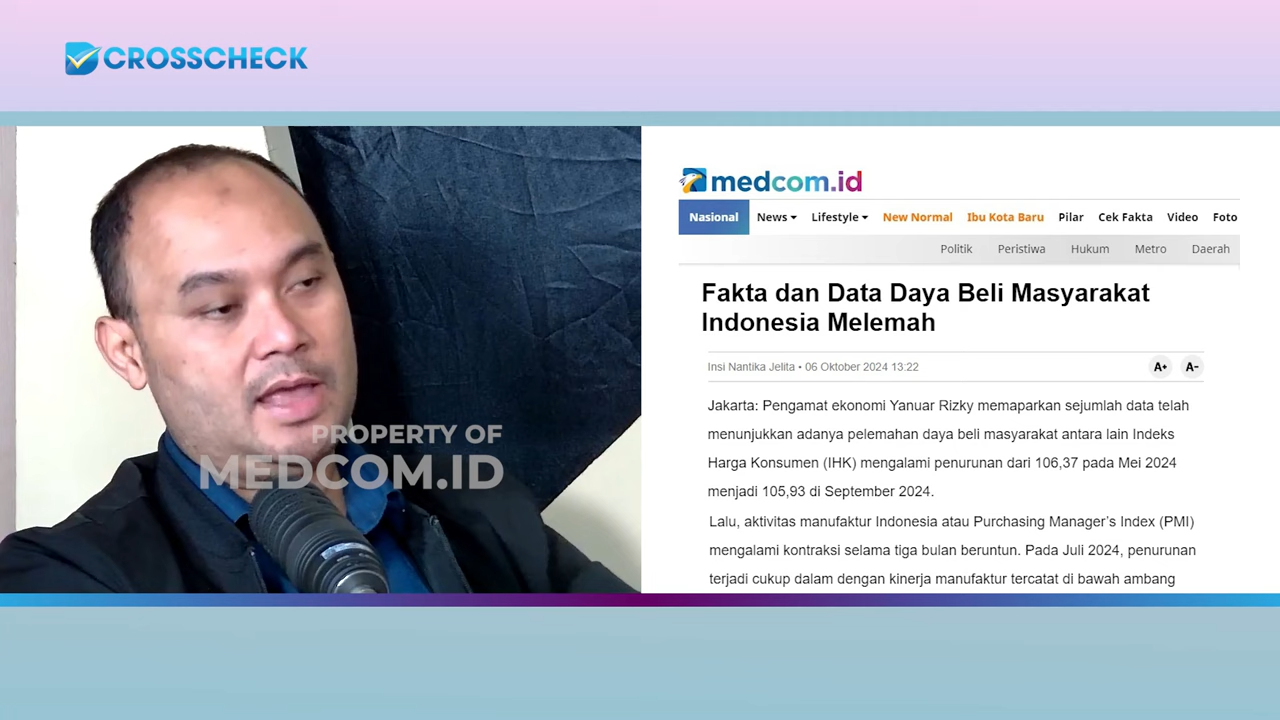 CROSSCHECK
PROPERTY OF
MEDCOM.ID
medcom.id
Nasional News Lifestyle New Normal Ibu Kota Baru Pilar Cek Fakta Video Foto
Politik Peristiwa Hukum Metro Daerah
Fakta dan Data Daya Beli Masyarakat
Indonesia Melemah
Insi Nantika Jelita • 06 Oktober 2024 13:22
A+ A-
Jakarta: Pengamat ekonomi Yanuar Rizky memaparkan sejumlah data telah
menunjukkan adanya pelemahan daya beli masyarakat antara lain Indeks
Harga Konsumen (IHK) mengalami penurunan dari 106,37 pada Mei 2024
menjadi 105,93 di September 2024.
Lalu, aktivitas manufaktur Indonesia atau Purchasing Manager's Index (PMI)
mengalami kontraksi selama tiga bulan beruntun. Pada Juli 2024, penurunan
terjadi cukup dalam dengan kinerja manufaktur tercatat di bawah ambang